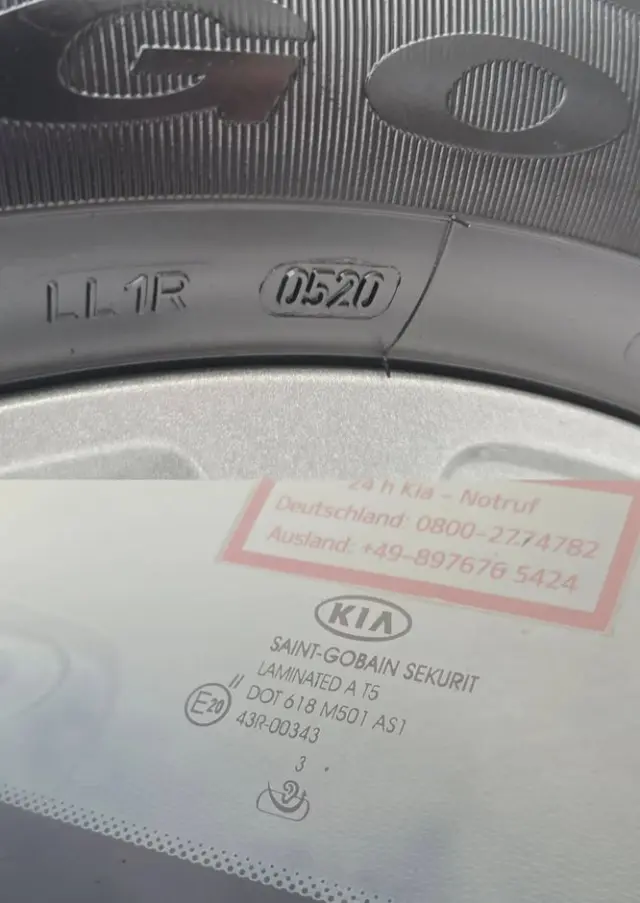 GO
LL1R 0520
24 h Kia - Notruf
Deutschland: 0800-2774782
Ausland: +49-897676 5424
KIA
SAINT-GOBAIN SEKURIT
LAMINATED A T5
// DOT 618 M501 AS1
E20
43R-00343
3